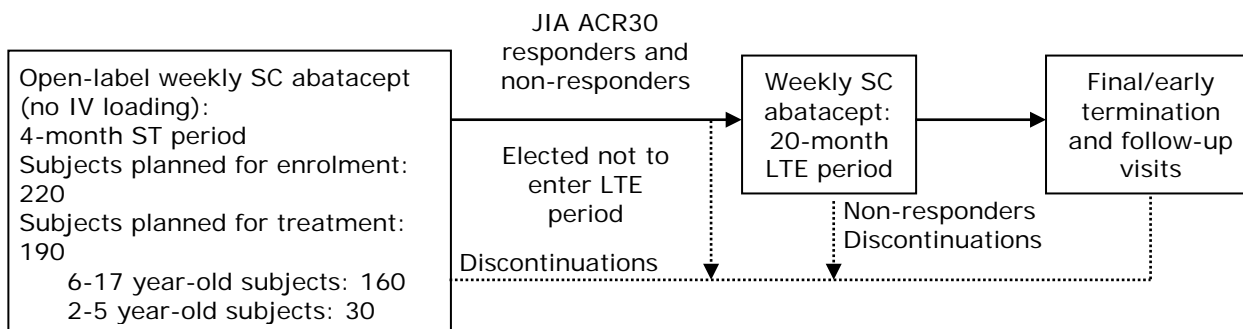 Open-label weekly SC abatacept
(no IV loading):
4-month ST period
Subjects planned for enrolment:
220
Subjects planned for treatment:
190
6-17 year-old subjects: 160
2-5 year-old subjects: 30
JIA ACR30
responders and
non-responders
Elected not to
enter LTE
period
Discontinuations
Weekly SC
abatacept:
20-month
LTE period
Non-responders
Discontinuations
Final/early
termination
and follow-up
visits